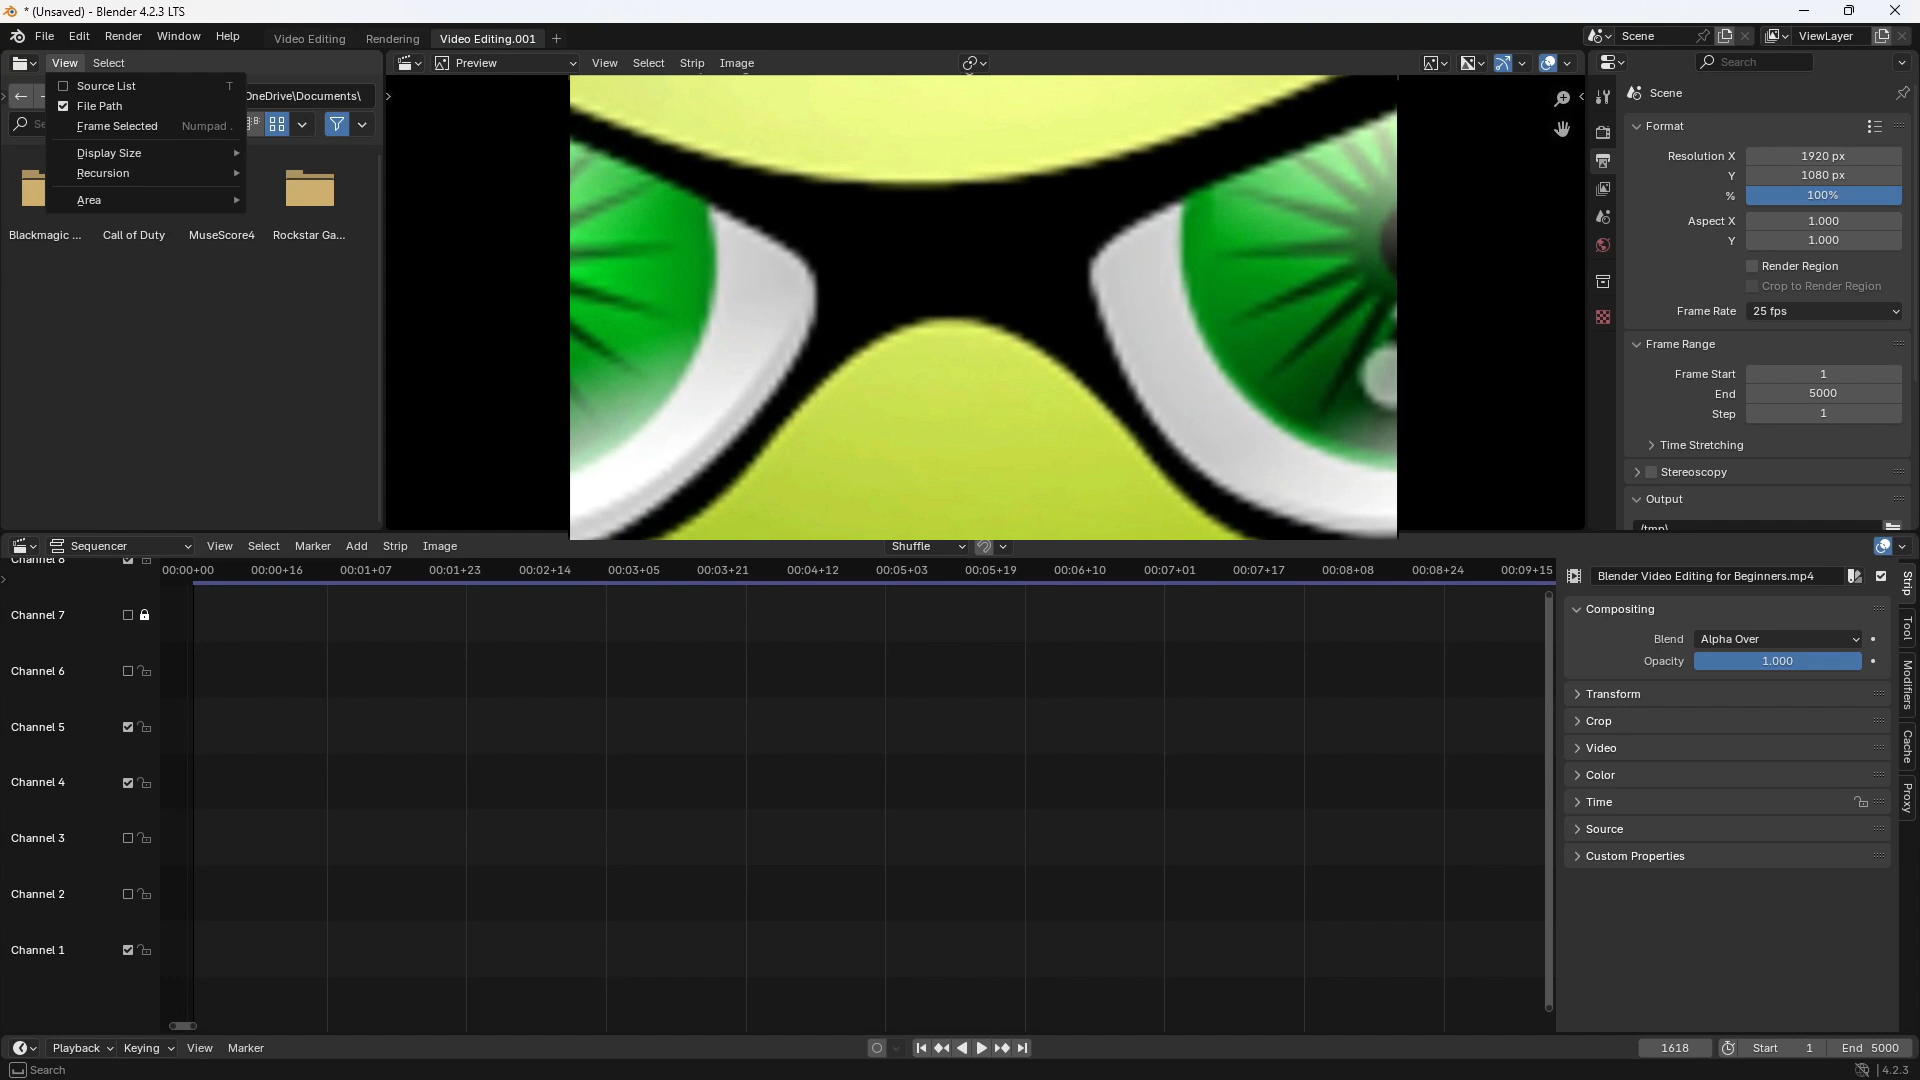 * (Unsaved) - Blender 4.2.3 LTS
File Edit Render Window Help Video Editing Rendering Video Editing.001 Scene ViewLayer
View Select
Preview View Select Strip Image
Search
Source List T
File Path
Frame Selected Numpad .
Display Size
Recursion
Area
OneDrive\Documents\
Blackmagic ... Call of Duty MuseScore4 Rockstar Ga...
Scene
Format
Resolution X 1920 px
Y 1080 px
% 100%
Aspect X 1.000
Y 1.000
Render Region
Crop to Render Region
Frame Rate 25 fps
Frame Range
Frame Start 1
End 5000
Step 1
Time Stretching
Stereoscopy
Output
/tmp\
Sequencer View Select Marker Add Strip Image Shuffle
00:00+00 00:00+16 00:01+07 00:01+23 00:02+14 00:03+05 00:03+21 00:04+12 00:05+03 00:05+19 00:06+10 00:07+01 00:07+17 00:08+08 00:08+24 00:09+15
Channel 8
Channel 7
Channel 6
Channel 5
Channel 4
Channel 3
Channel 2
Channel 1
Blender Video Editing for Beginners.mp4
Compositing
Blend Alpha Over
Opacity 1.000
Transform
Crop
Video
Color
Time
Source
Custom Properties
Strip
Tool
Modifiers
Cache
Proxy
Playback Keying View Marker 1618 Start 1 End 5000
Search 4.2.3